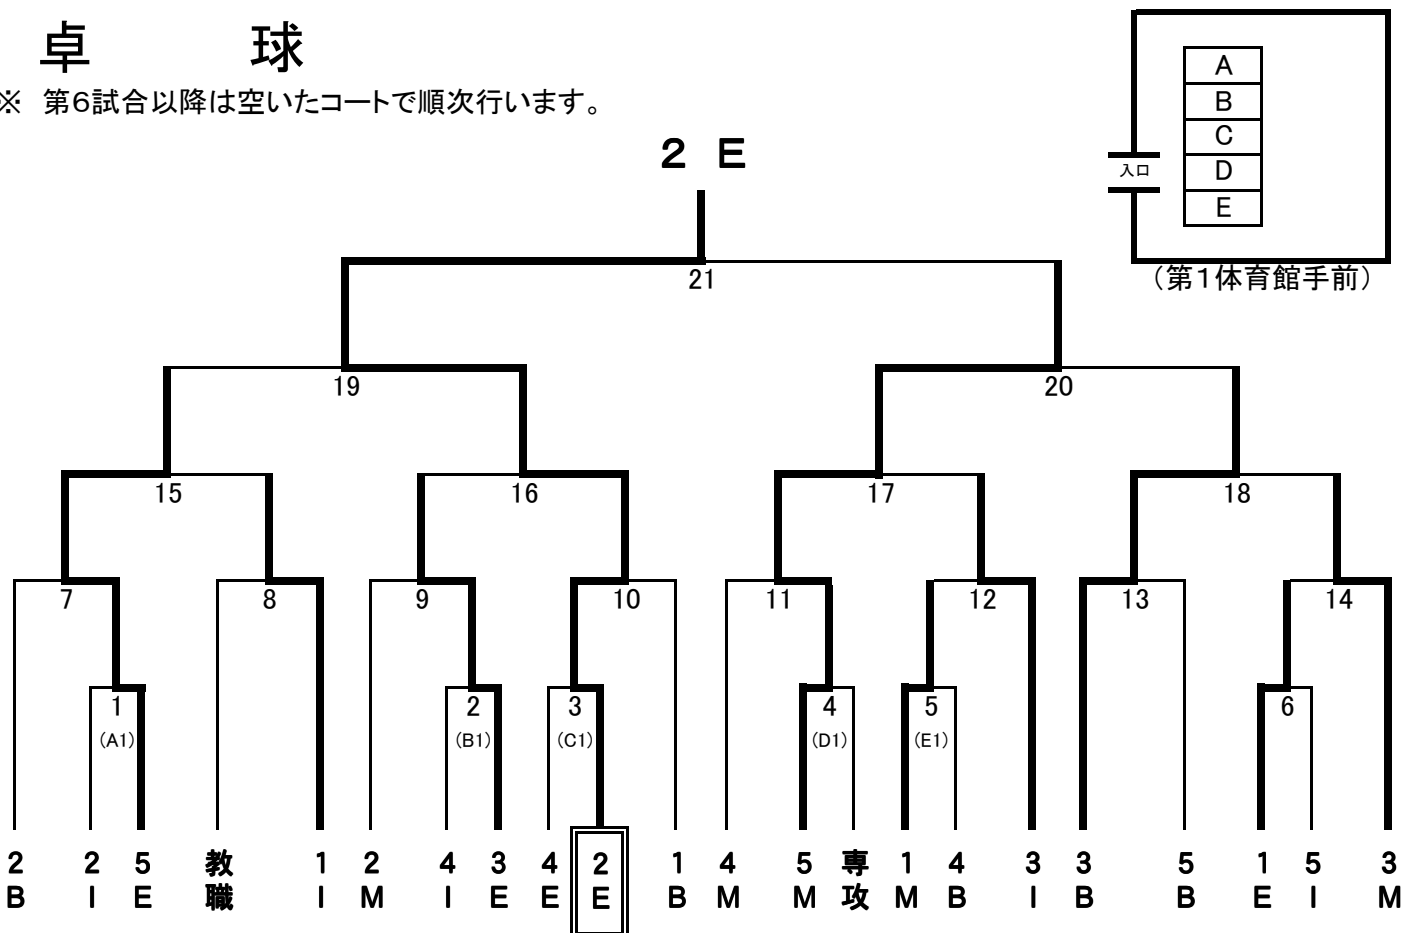 卓　球
※ 第6試合以降は空いたコートで順次行います。
A
B
C
D
E
入口
（第1体育館手前）
2 E
21
19 20
15 16 17 18
7 8 9 10 11 12 13 14
1 2 3 4 5 6
(A1) (B1) (C1) (D1) (E1)
2 2 5 教 1 2 4 3 4 2 1 4 5 専 1 4 3 3 5 1 5 3
B I E 職 I M I E E E B M M 攻 M B I B B E I M